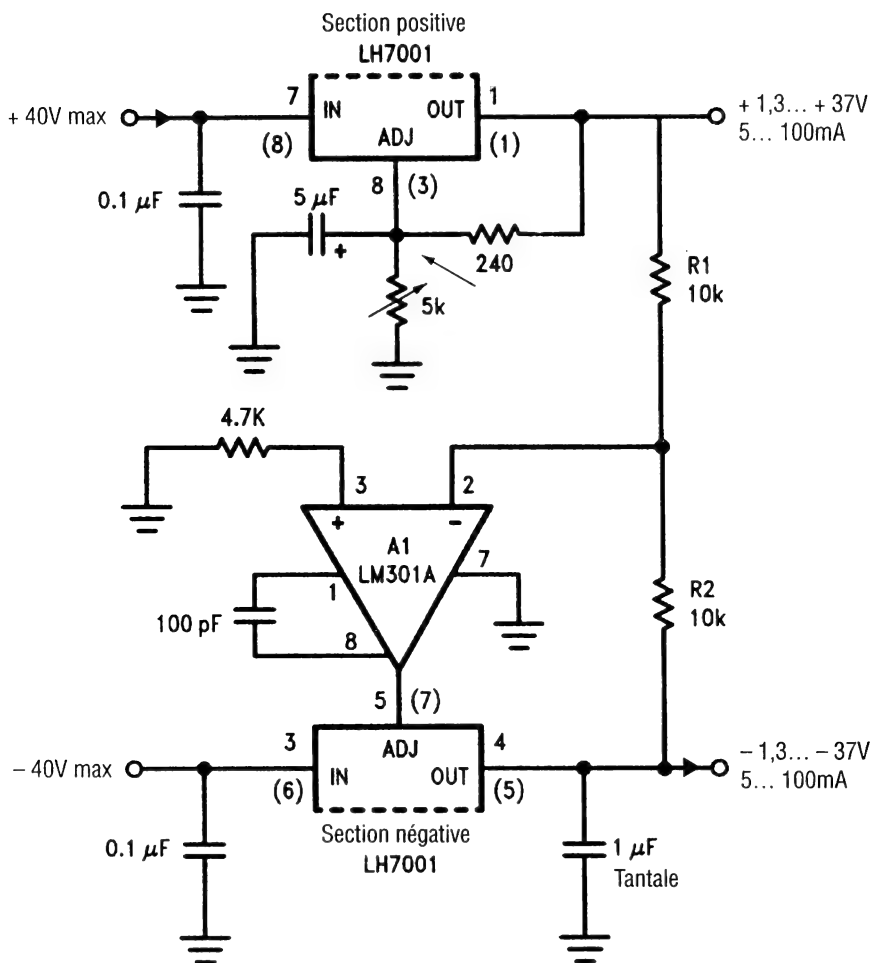 Section positive
LH7001
+ 40V max
7
IN
OUT
1
+ 1,3... + 37V
5... 100mA
(8)
ADJ
(1)
8
(3)
0.1 µF
5 µF
+
240
5k
R1
10k
4.7K
3
2
+
-
A1
LM301A
1
7
100 pF
8
R2
10k
5
(7)
– 40V max
3
ADJ
4
– 1,3... – 37V
5... 100mA
(6)
IN
OUT
(5)
Section négative
LH7001
0.1 µF
1 µF
Tantale